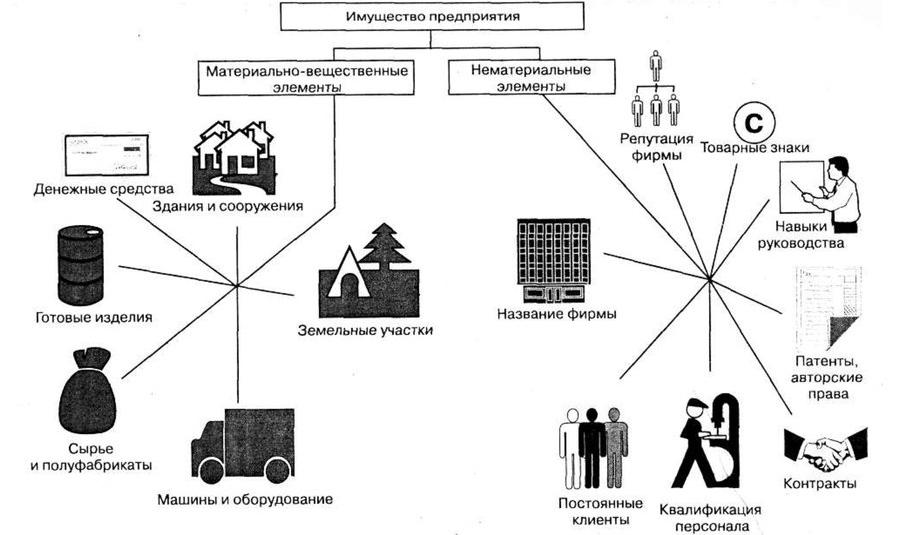 Имущество предприятия
Материально-вещественные
элементы
Нематериальные
элементы
Денежные средства
Здания и сооружения
Готовые изделия
Земельные участки
Сырье
и полуфабрикаты
Машины и оборудование
Репутация
фирмы
C
Товарные знаки
Навыки
руководства
Название фирмы
Патенты,
авторские
права
Постоянные
клиенты
Квалификация
персонала
Контракты